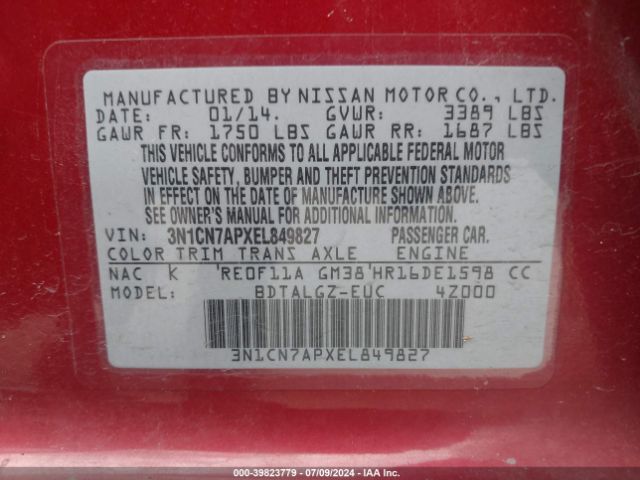 MANUFACTURED BY NISSAN MOTOR CO., LTD.
DATE: 01/14. GVWR: 3389 LBS
GAWR FR: 1750 LBS GAWR RR: 1687 LBS
THIS VEHICLE CONFORMS TO ALL APPLICABLE FEDERAL MOTOR
VEHICLE SAFETY, BUMPER AND THEFT PREVENTION STANDARDS
IN EFFECT ON THE DATE OF MANUFACTURE SHOWN ABOVE.
SEE OWNER'S MANUAL FOR ADDITIONAL INFORMATION.
VIN: 3N1CN7APXEL849827 PASSENGER CAR.
COLOR TRIM TRANS AXLE ENGINE
NAC K 'RE0F11A GM38'HR16DE1598 CC
MODEL: BDTALGZ-EUC 4Z000
3N1CN7APXEL849827
000-39823779 / 07/09/2024 - IAA Inc.